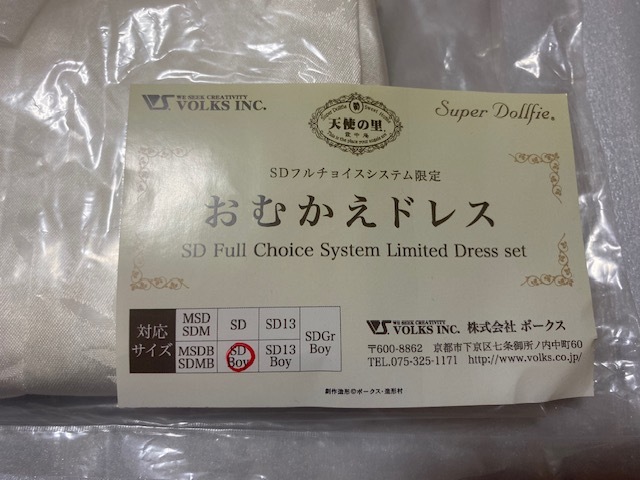 WE SEEK CREATIVITY
VOLKS INC.
天使の里
Super Dollfie®
SDフルチョイスシステム限定
おむかえドレス
SD Full Choice System Limited Dress set
対応サイズ
MSD SDM
SD
SD13
SDGr Boy
MSDB SDMB
SD Boy
SD13 Boy
WE SEEK CREATIVITY
VOLKS INC. 株式会社 ボークス
〒600-8862 京都市下京区七条御所ノ内中町60
TEL.075-325-1171 http://www.volks.co.jp/
創作造形©ボークス・造形村